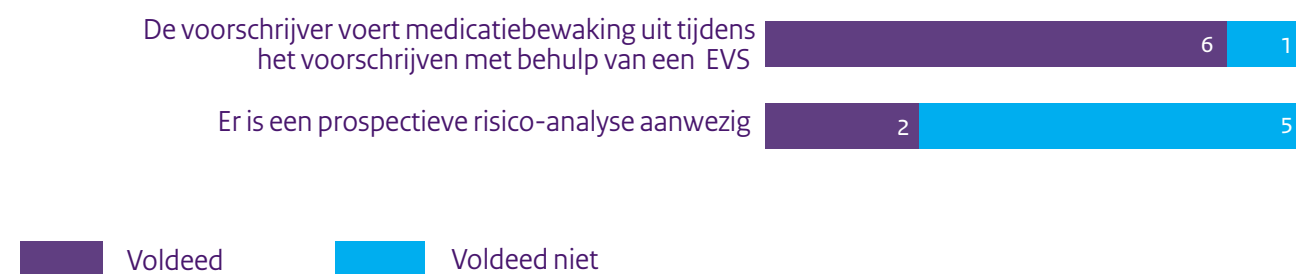 De voorschrijver voert medicatiebewaking uit tijdens
het voorschrijven met behulp van een EVS
6 1
Er is een prospectieve risico-analyse aanwezig
2 5
Voldeed
Voldeed niet